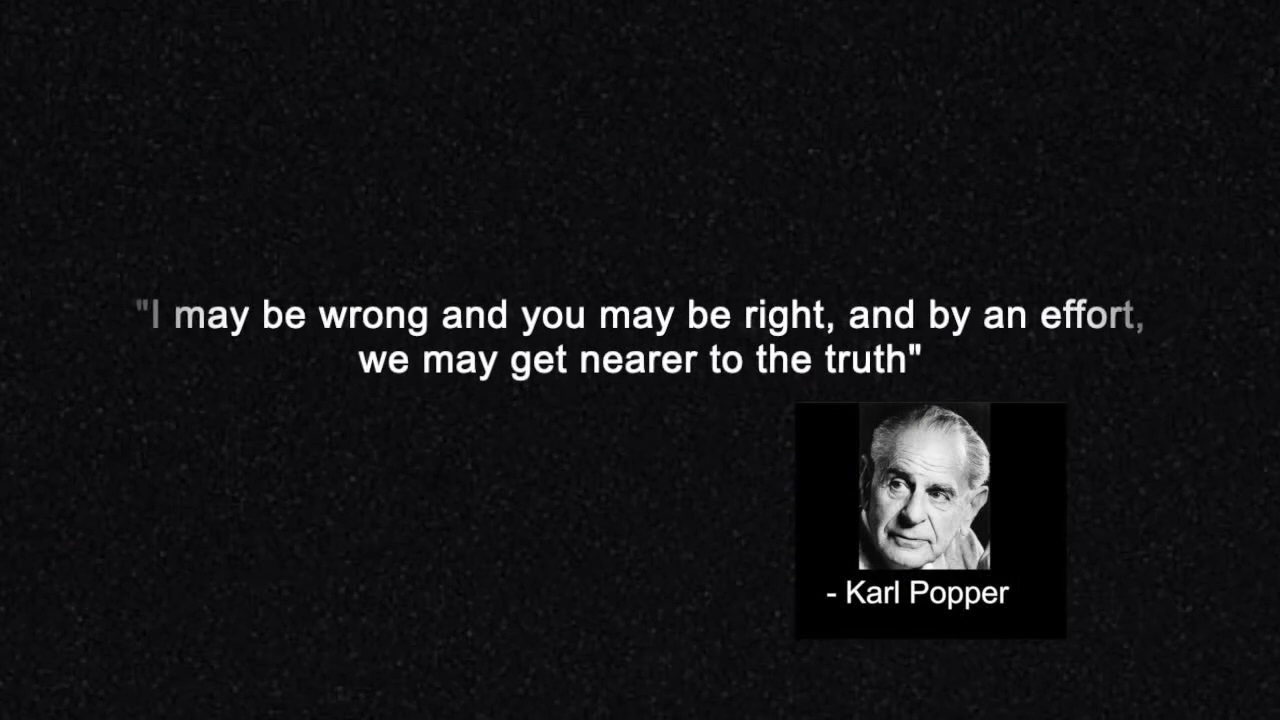 "I may be wrong and you may be right, and by an effort,
we may get nearer to the truth"
- Karl Popper